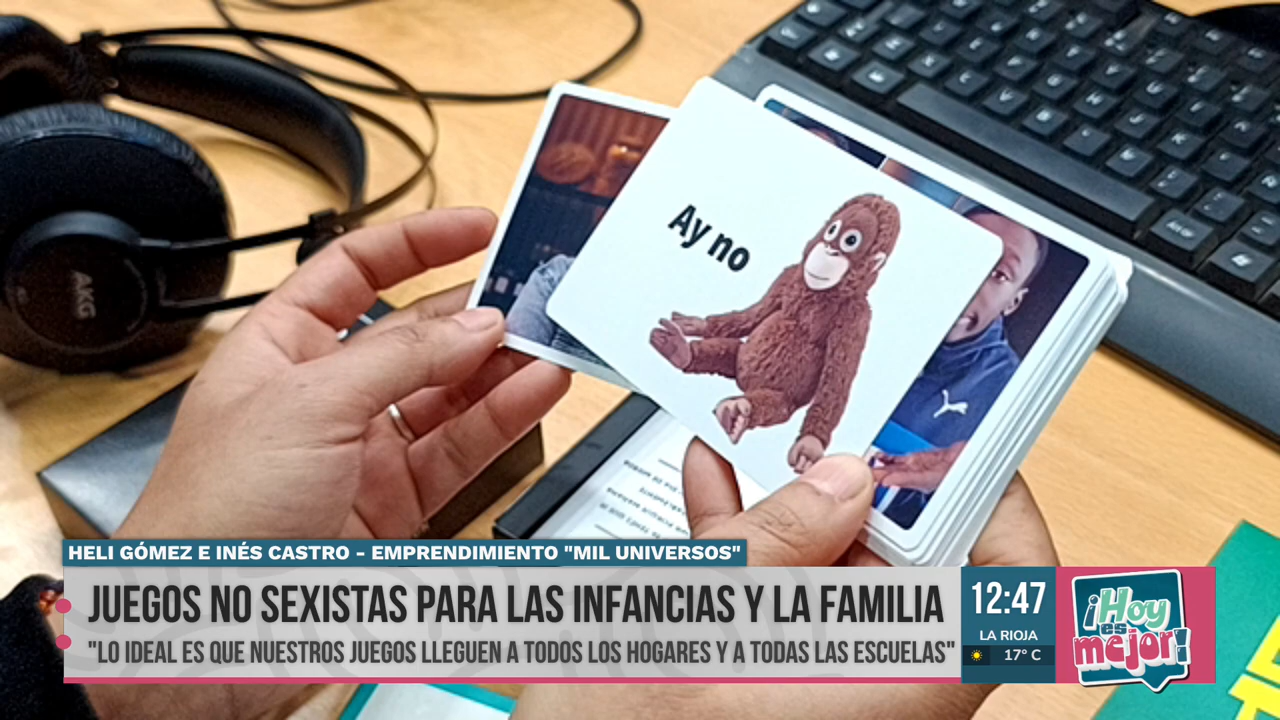 AKG
Ay no
HELI GÓMEZ E INÉS CASTRO - EMPRENDIMIENTO "MIL UNIVERSOS"
JUEGOS NO SEXISTAS PARA LAS INFANCIAS Y LA FAMILIA
"LO IDEAL ES QUE NUESTROS JUEGOS LLEGUEN A TODOS LOS HOGARES Y A TODAS LAS ESCUELAS"
12:47
LA RIOJA
17° C
¡Hoy
es
mejor!